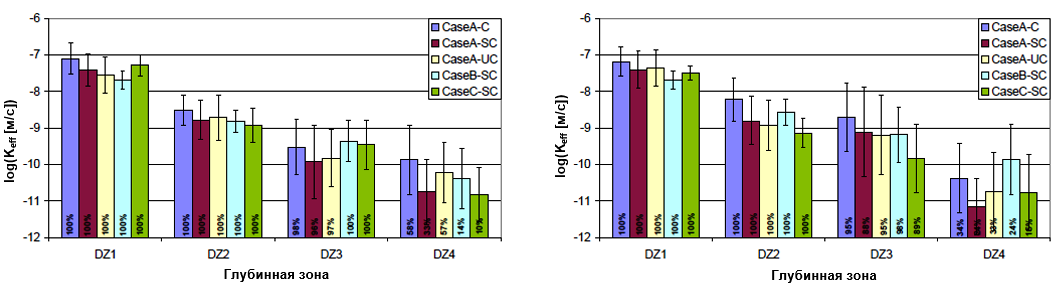 -6
-7
-8
-9
-10
-11
-12
log(Keff [м/с])
CaseA-C
CaseA-SC
CaseA-UC
CaseB-SC
CaseC-SC
100% 100% 100% 100% 100%
100% 100% 100% 100% 100%
98% 96% 97% 100% 100%
58% 33% 57% 14% 10%
DZ1 DZ2 DZ3 DZ4
Глубинная зона
-6
-7
-8
-9
-10
-11
-12
log(Keff [м/с])
CaseA-C
CaseA-SC
CaseA-UC
CaseB-SC
CaseC-SC
100% 100% 100% 100% 100%
100% 100% 100% 100% 100%
95% 88% 95% 96% 89%
34% 24% 15%
DZ1 DZ2 DZ3 DZ4
Глубинная зона